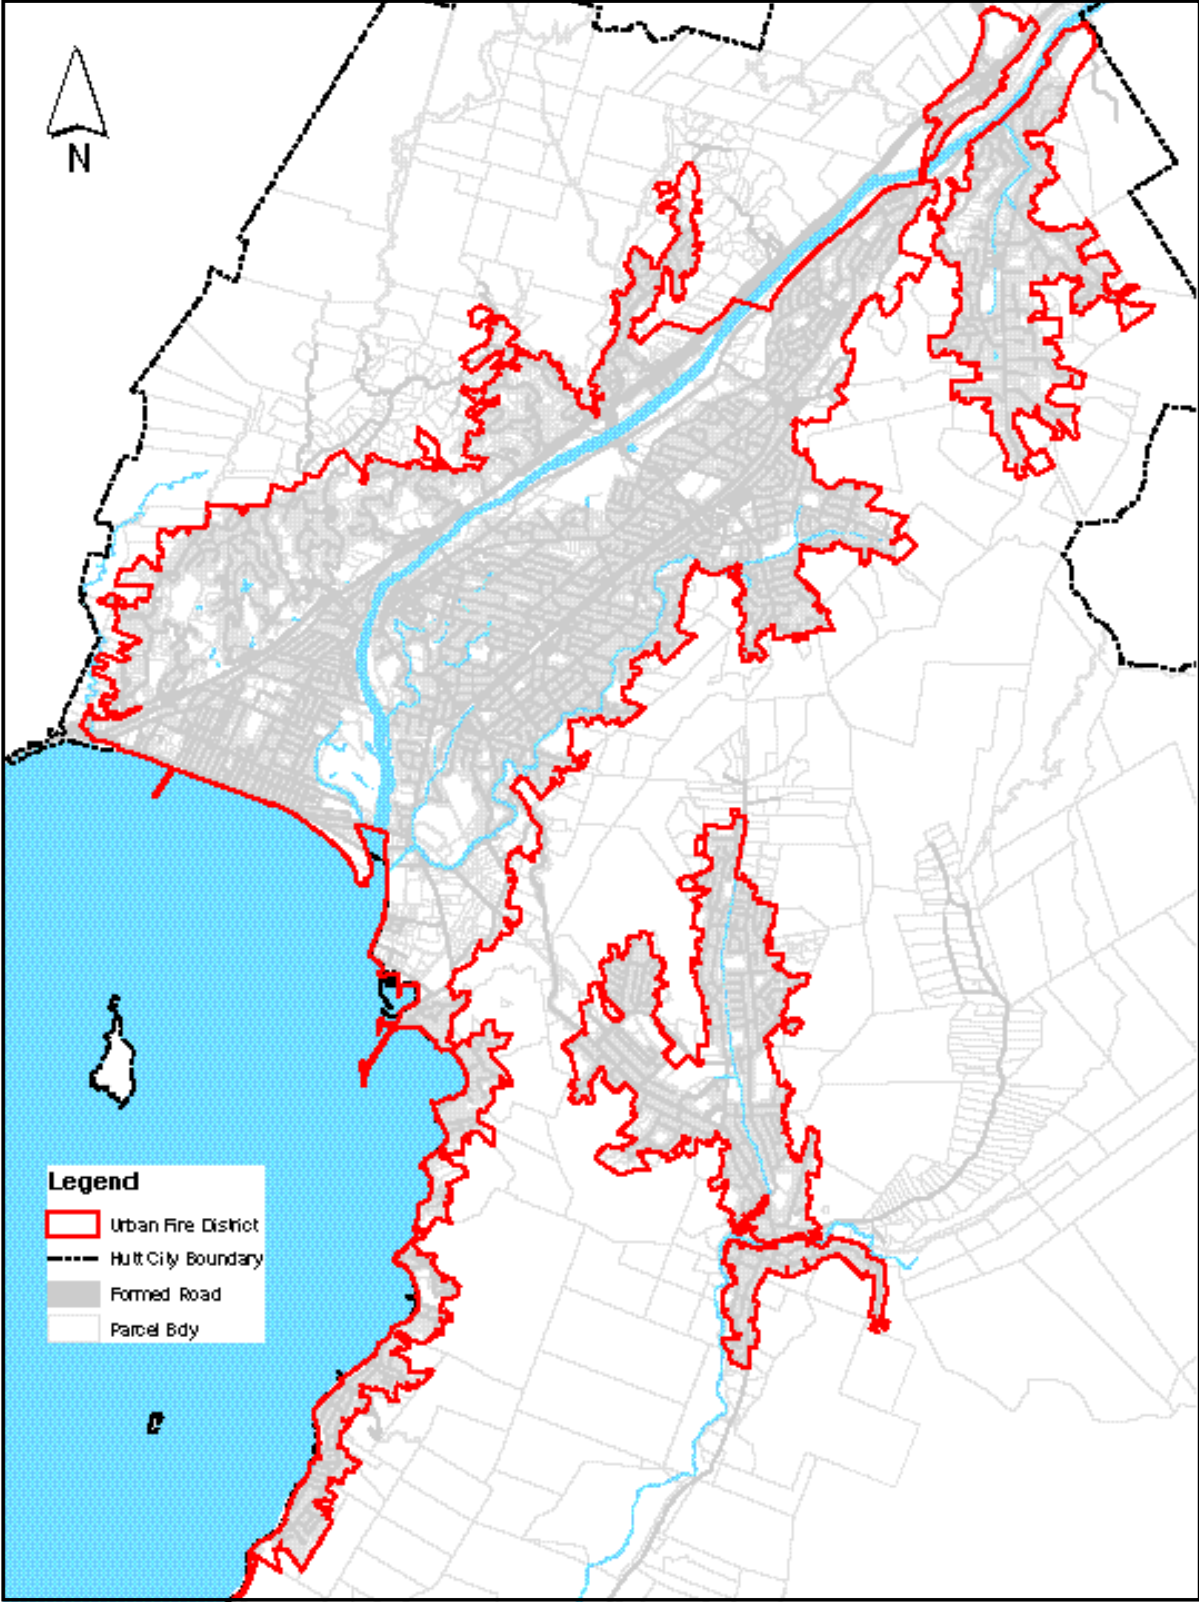 N
Legend
Urban Fire District
Hutt City Boundary
Formed Road
Parcel Bdy